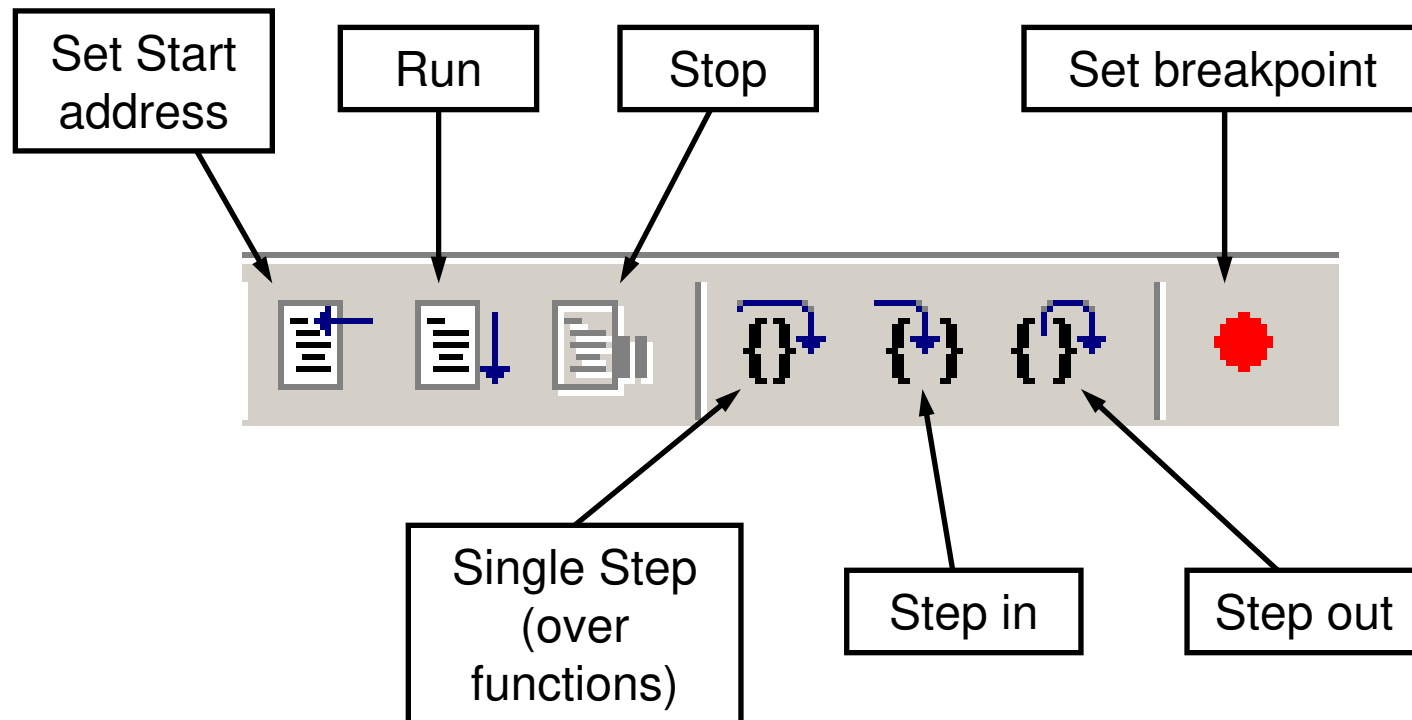 Set Start
address
Run
Stop
Set breakpoint
Single Step
(over
functions)
Step in
Step out